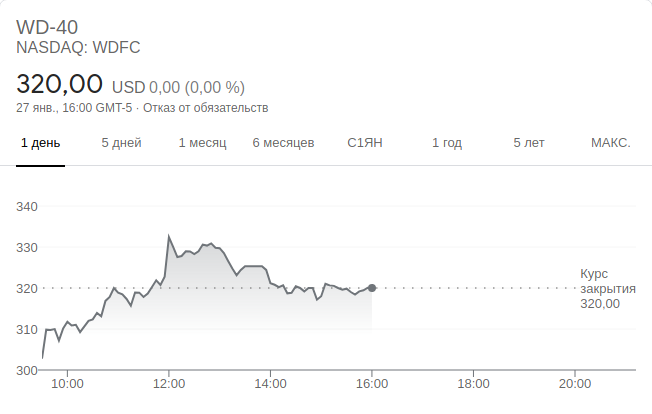 WD-40
NASDAQ: WDFC
320,00 USD 0,00 (0,00 %)
27 янв., 16:00 GMT-5 · Отказ от обязательств
1 день 5 дней 1 месяц 6 месяцев С1ЯН 1 год 5 лет МАКС.
340
330
320
310
300
Курс
закрытия
320,00
10:00 12:00 14:00 16:00 18:00 20:00